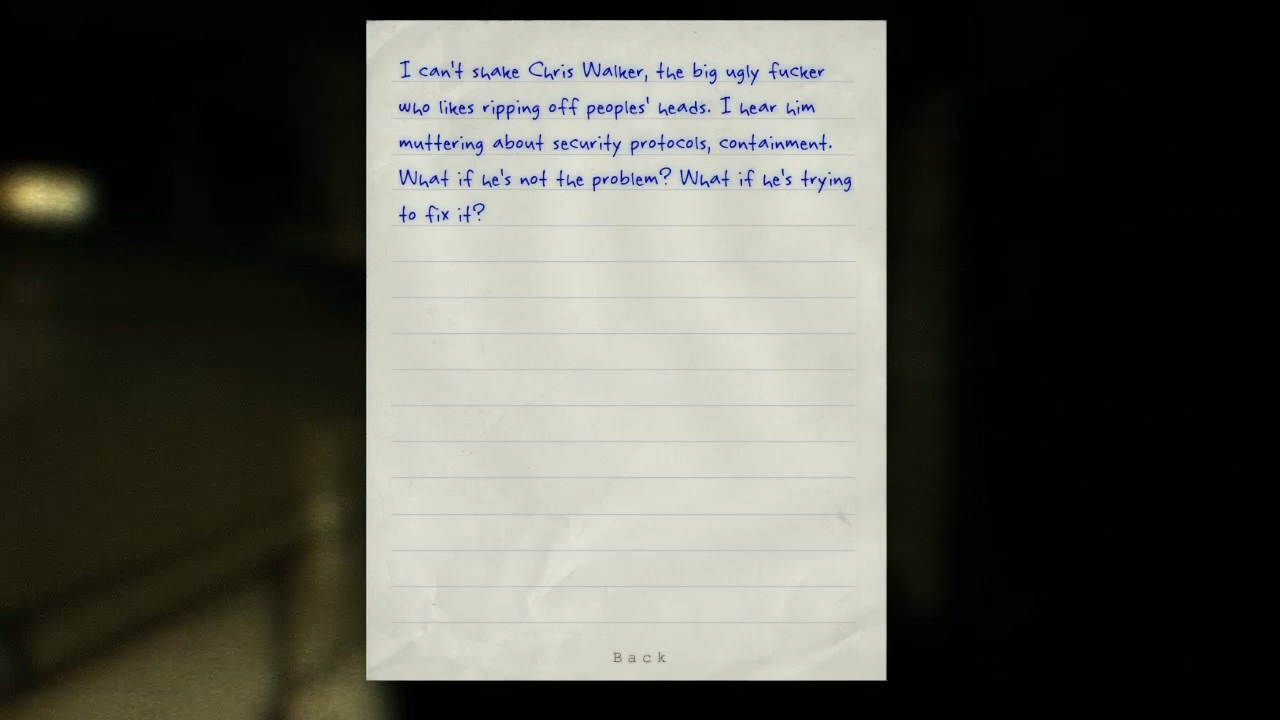 I can't shake Chris Walker, the big ugly fucker
who likes ripping off peoples' heads. I hear him
muttering about security protocols, containment.
What if he's not the problem? What if he's trying
to fix it?
Back